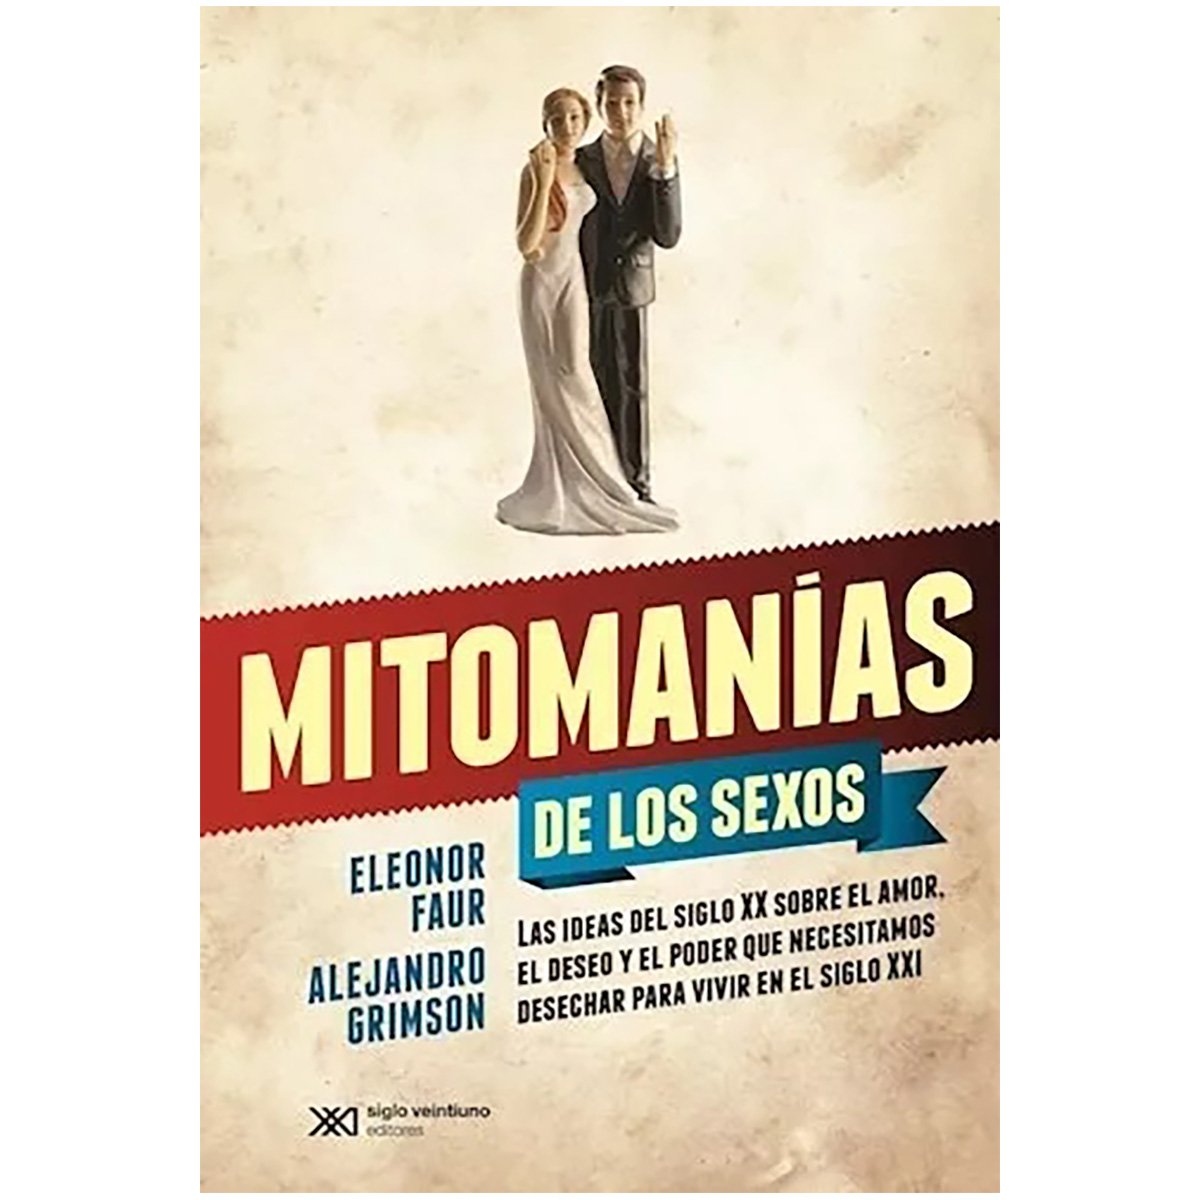 MITOMANÍAS
DE LOS SEXOS
ELEONOR
FAUR
ALEJANDRO
GRIMSON
LAS IDEAS DEL SIGLO XX SOBRE EL AMOR,
EL DESEO Y EL PODER QUE NECESITAMOS
DESECHAR PARA VIVIR EN EL SIGLO XXI
XXI siglo veintiuno
editores